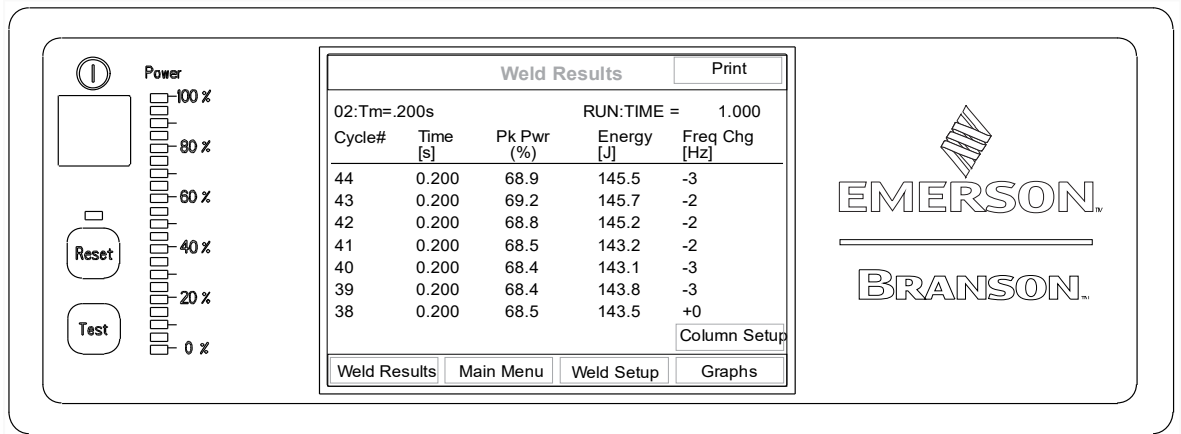 Power
100 %
80 %
60 %
40 %
20 %
0 %
Reset
Test
Weld Results
Print
02:Tm=.200s RUN:TIME = 1.000
Cycle# Time Pk Pwr Energy Freq Chg
[s] (%) [J] [Hz]
44 0.200 68.9 145.5 -3
43 0.200 69.2 145.7 -2
42 0.200 68.8 145.2 -2
41 0.200 68.5 143.2 -2
40 0.200 68.4 143.1 -3
39 0.200 68.4 143.8 -3
38 0.200 68.5 143.5 +0
Column Setup
Weld Results Main Menu Weld Setup Graphs
EMERSON™
BRANSON™